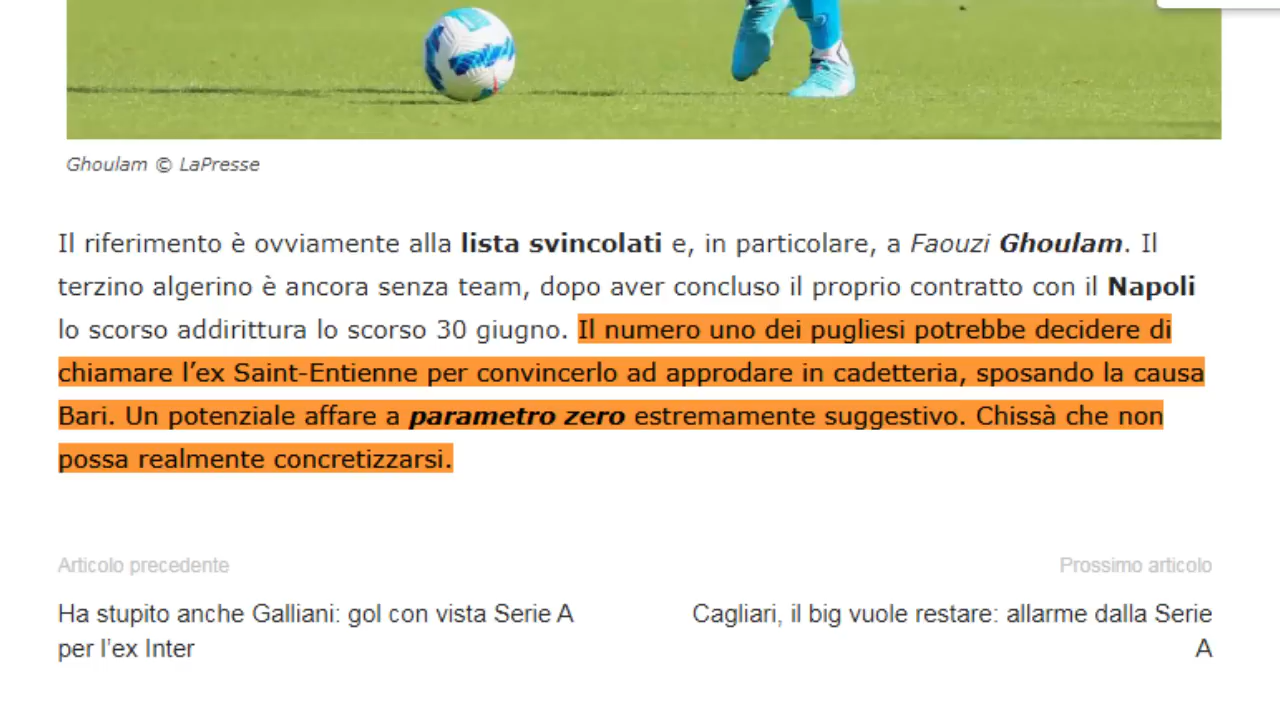 Ghoulam © LaPresse
Il riferimento è ovviamente alla lista svincolati e, in particolare, a Faouzi Ghoulam. Il
terzino algerino è ancora senza team, dopo aver concluso il proprio contratto con il Napoli
lo scorso addirittura lo scorso 30 giugno. Il numero uno dei pugliesi potrebbe decidere di
chiamare l’ex Saint-Entienne per convincerlo ad approdare in cadetteria, sposando la causa
Bari. Un potenziale affare a parametro zero estremamente suggestivo. Chissà che non
possa realmente concretizzarsi.
Articolo precedente
Ha stupito anche Galliani: gol con vista Serie A
per l’ex Inter
Prossimo articolo
Cagliari, il big vuole restare: allarme dalla Serie
A